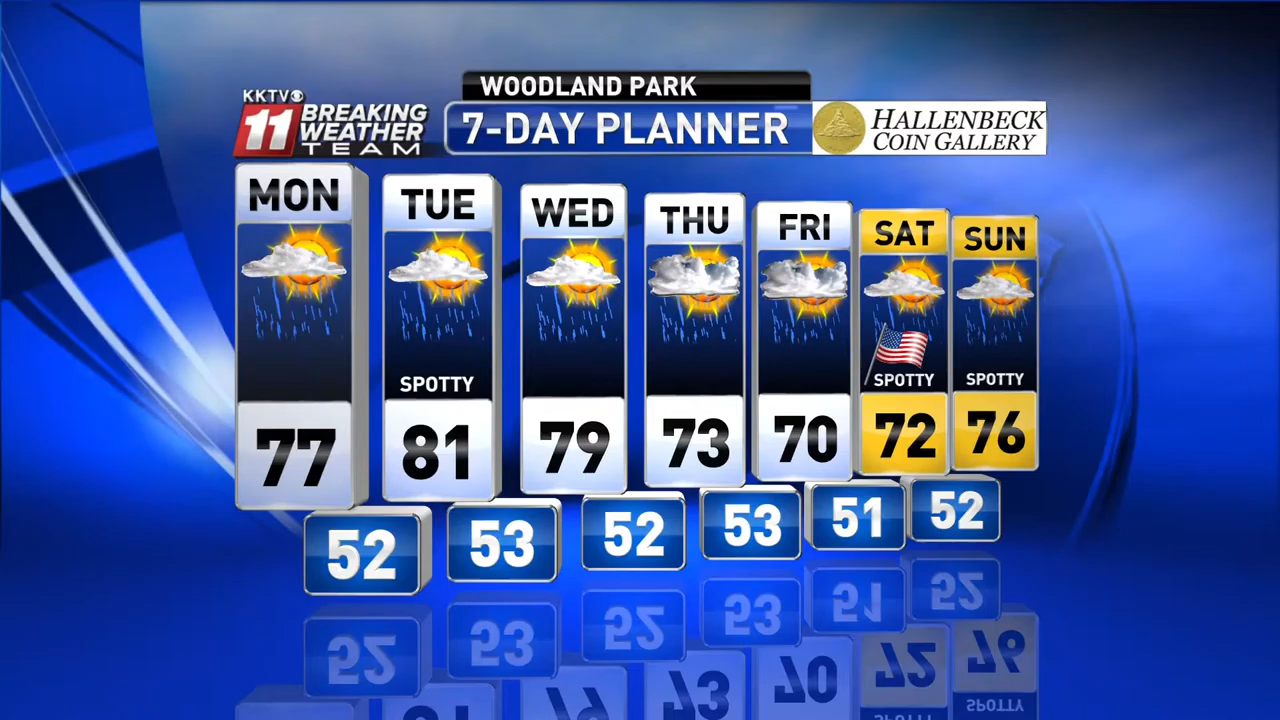 WOODLAND PARK
KKTV
11 BREAKING
WEATHER
TEAM
7-DAY PLANNER
HALLENBECK
COIN GALLERY
MON TUE WED THU FRI SAT SUN
SPOTTY SPOTTY SPOTTY
77 81 79 73 70 72 76
52 53 52 53 51 52